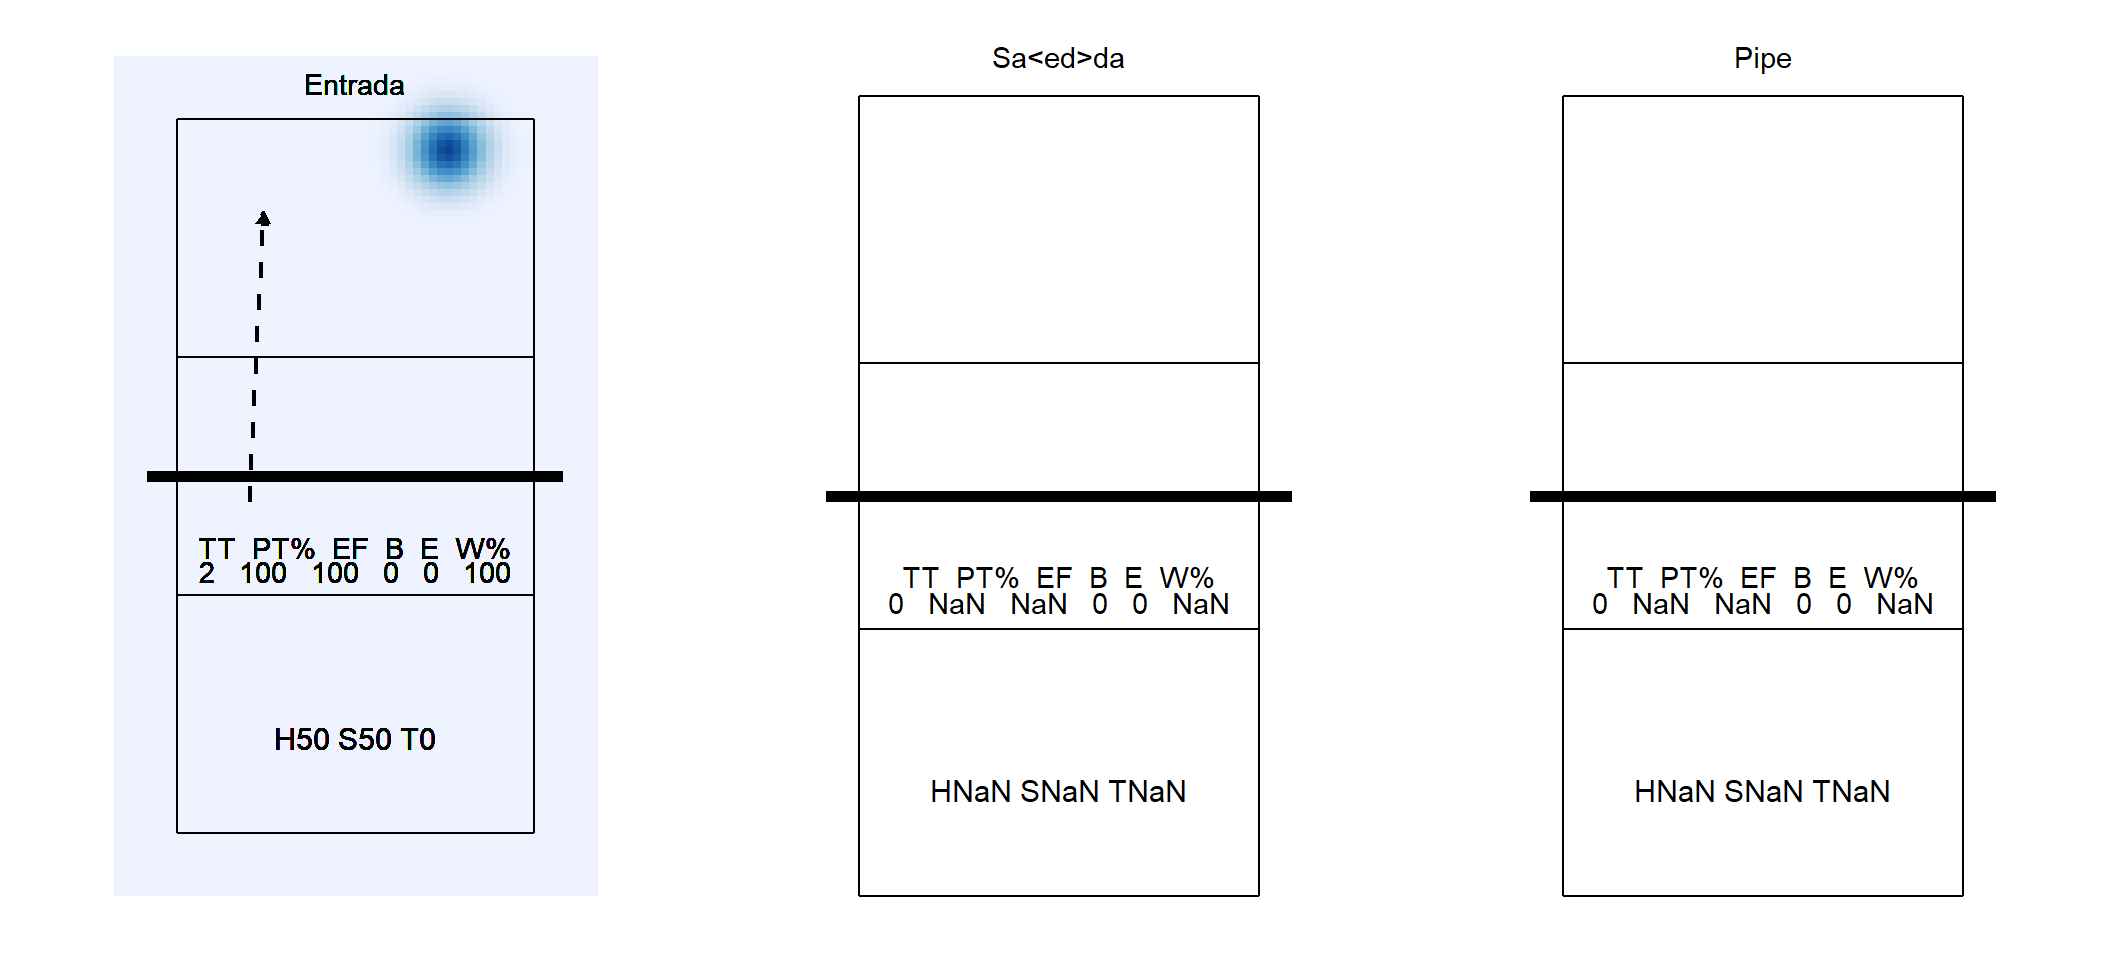 Entrada
TT PT% EF B E W%
2 100 100 0 0 100
H50 S50 T0
Sa<ed>da
TT PT% EF B E W%
0 NaN NaN 0 0 NaN
HNaN SNaN TNaN
Pipe
TT PT% EF B E W%
0 NaN NaN 0 0 NaN
HNaN SNaN TNaN